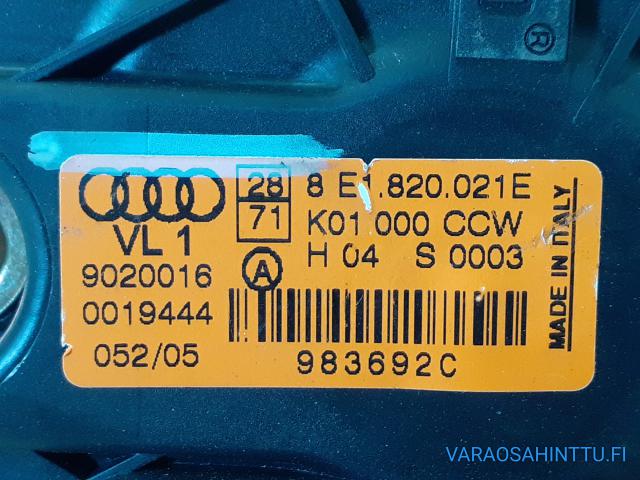 ®
28 8 E1.820.021E
VL 1 71 K01 000 CCW
H 04 S 0003
9020016 A
0019444
052/05 983692C
MADE IN ITALY
VARAOSAHINTTU.FI